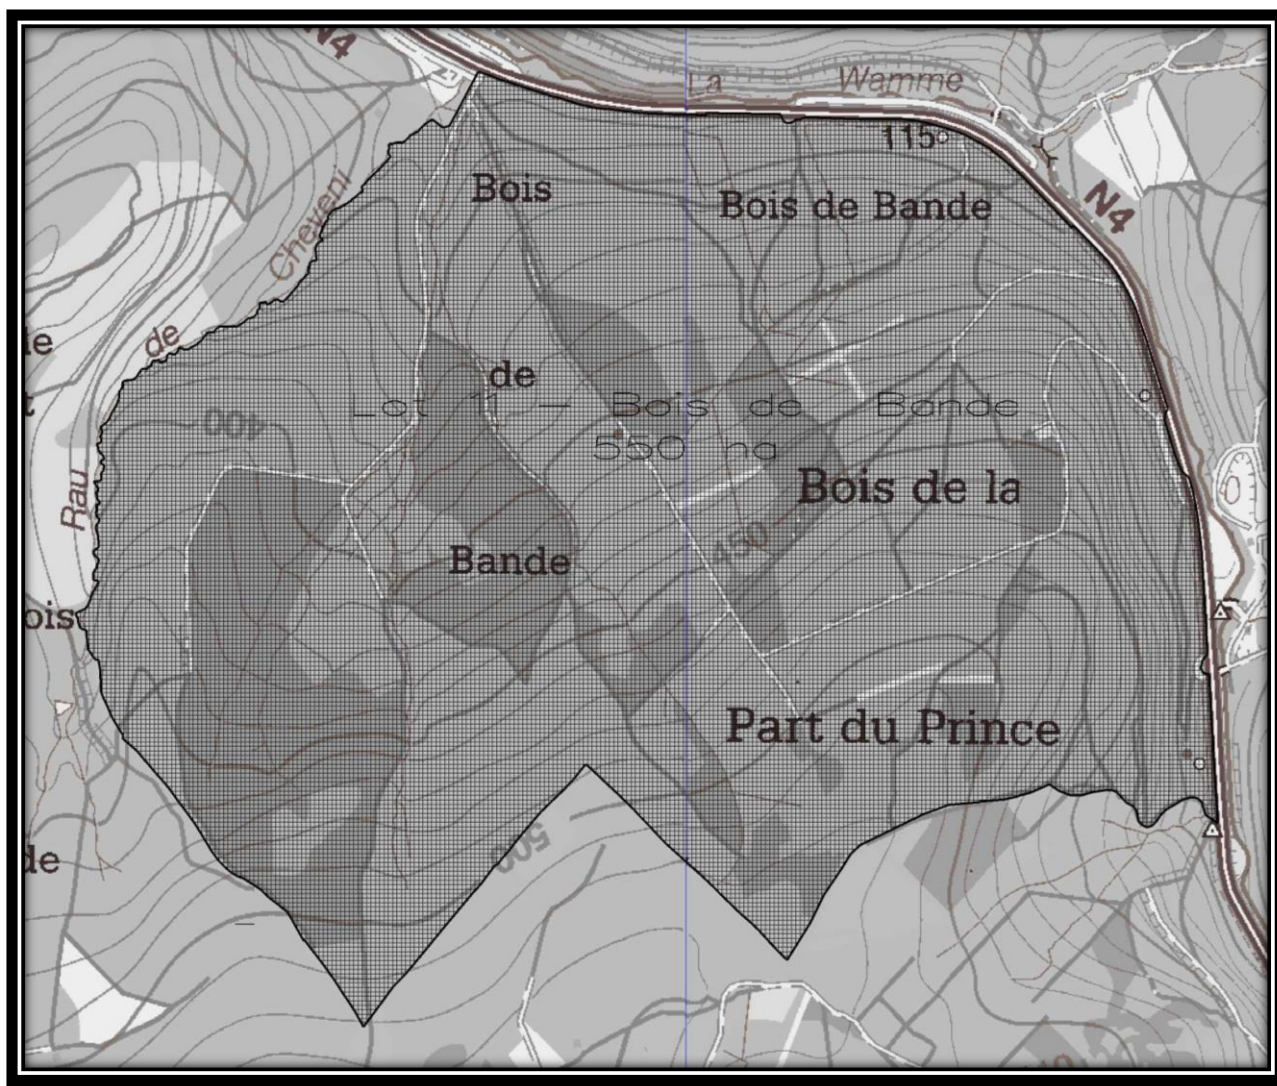 N4
La Wamme
115
Bois
Bois de Bande
N4
Cheveni
de
le
de
Lot 11 - Bois de Bande
550 ha
400
Rau
Bois de la
450
Bande
ois
Part du Prince
500
de